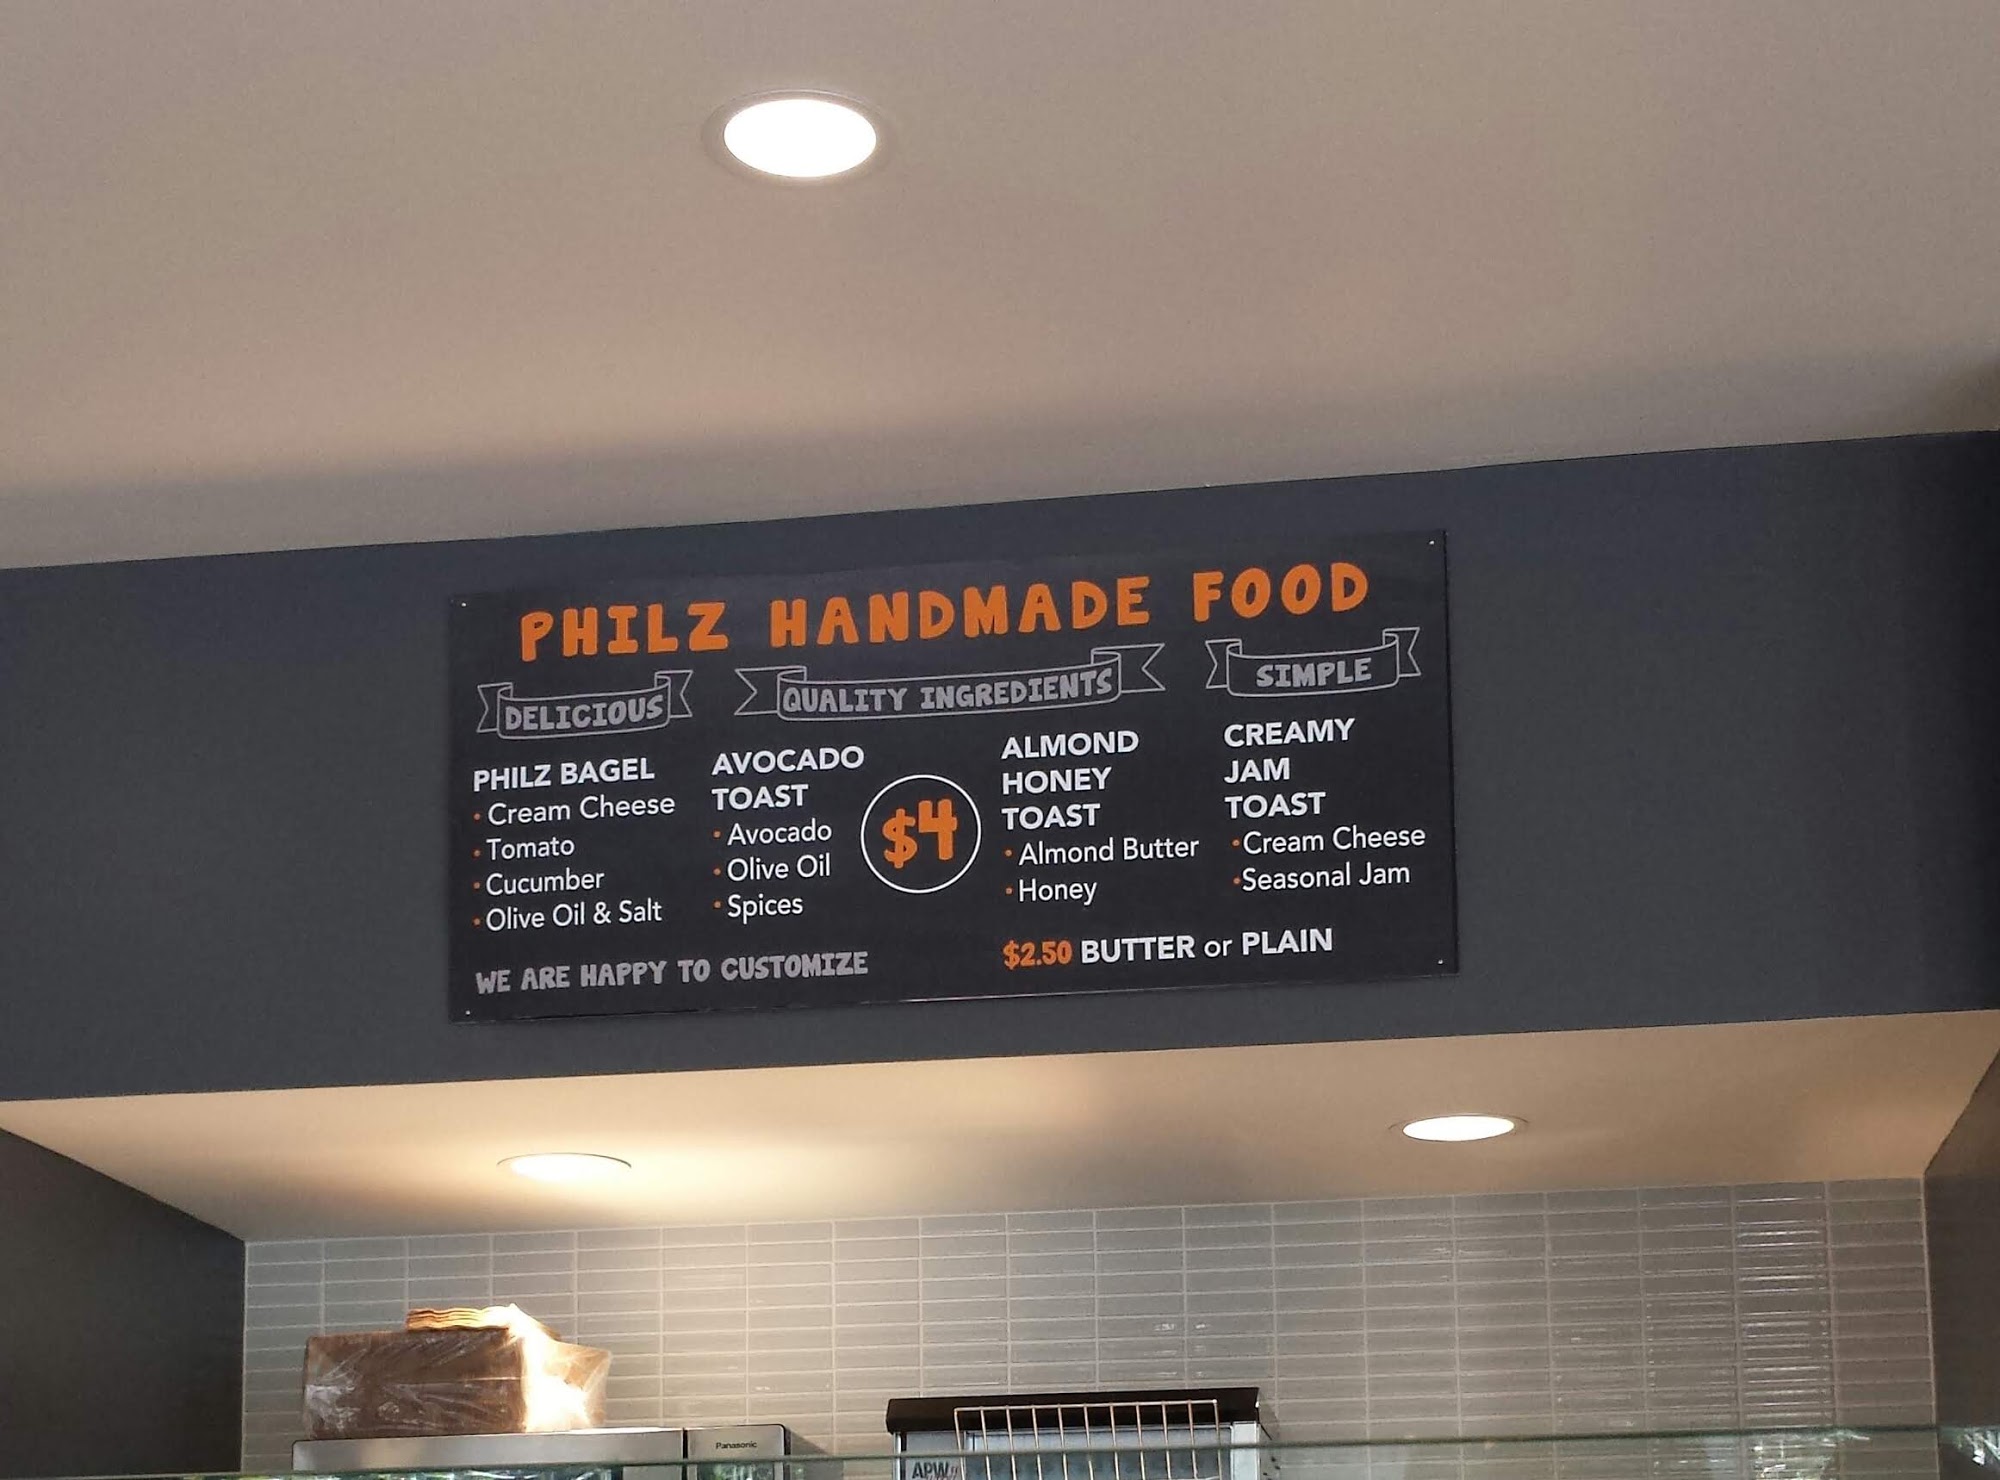 PHILZ HANDMADE FOOD
DELICIOUS
QUALITY INGREDIENTS
SIMPLE
PHILZ BAGEL
· Cream Cheese
· Tomato
· Cucumber
· Olive Oil & Salt
AVOCADO
TOAST
· Avocado
· Olive Oil
· Spices
$4
ALMOND
HONEY
TOAST
· Almond Butter
· Honey
CREAMY
JAM
TOAST
· Cream Cheese
· Seasonal Jam
WE ARE HAPPY TO CUSTOMIZE
$2.50 BUTTER or PLAIN
Panasonic
APW